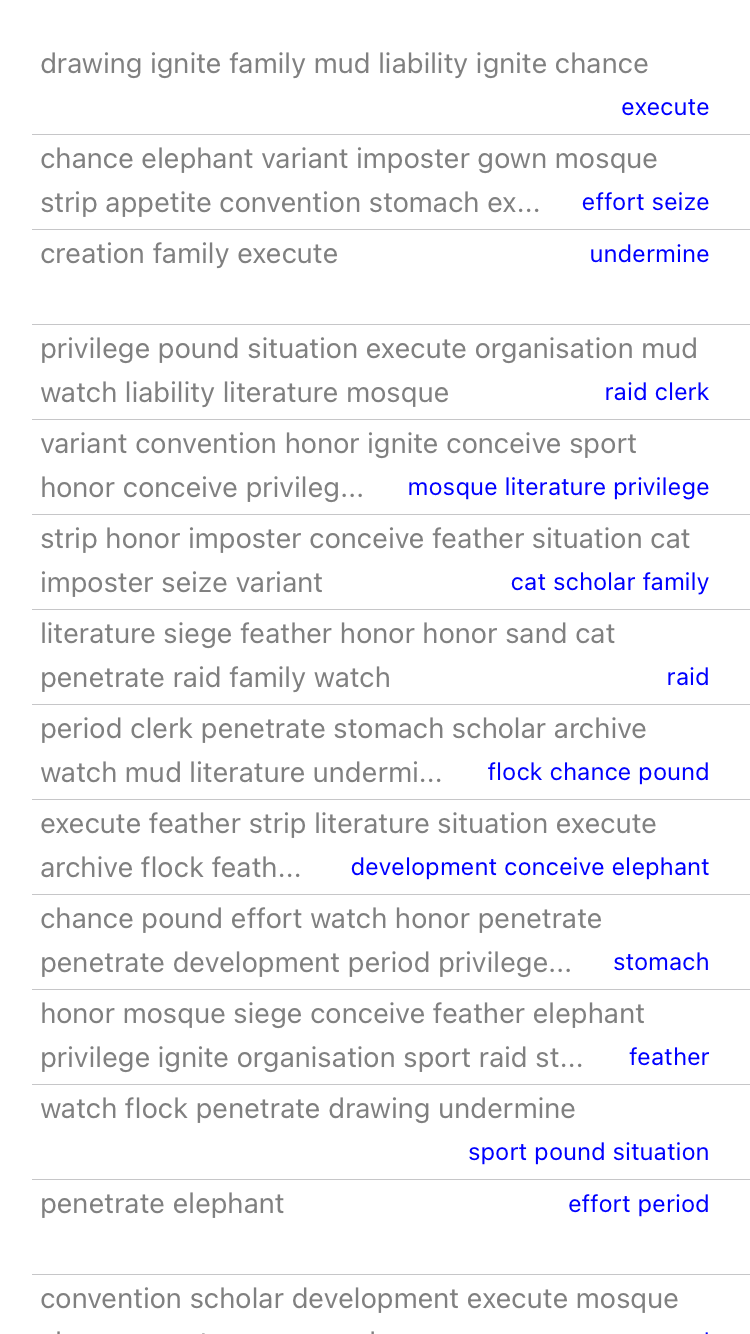 drawing ignite family mud liability ignite chance
execute
chance elephant variant imposter gown mosque
strip appetite convention stomach ex... effort seize
creation family execute undermine
privilege pound situation execute organisation mud
watch liability literature mosque raid clerk
variant convention honor ignite conceive sport
honor conceive privileg... mosque literature privilege
strip honor imposter conceive feather situation cat
imposter seize variant cat scholar family
literature siege feather honor honor sand cat
penetrate raid family watch raid
period clerk penetrate stomach scholar archive
watch mud literature undermi... flock chance pound
execute feather strip literature situation execute
archive flock feath... development conceive elephant
chance pound effort watch honor penetrate
penetrate development period privilege... stomach
honor mosque siege conceive feather elephant
privilege ignite organisation sport raid st... feather
watch flock penetrate drawing undermine
sport pound situation
penetrate elephant effort period
convention scholar development execute mosque